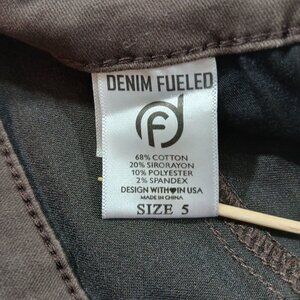 DENIM FUELED
68% COTTON
20% SIRORAYON
10% POLYESTER
2% SPANDEX
DESIGN WITH♥IN USA
MADE IN CHINA
SIZE 5